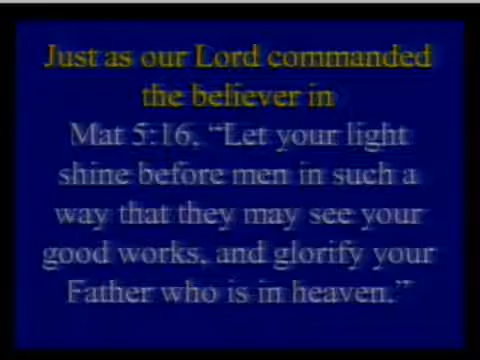 Just as our Lord commanded
the believer in
Mat 5:16, “Let your light
shine before men in such a
way that they may see your
good works, and glorify your
Father who is in heaven.”